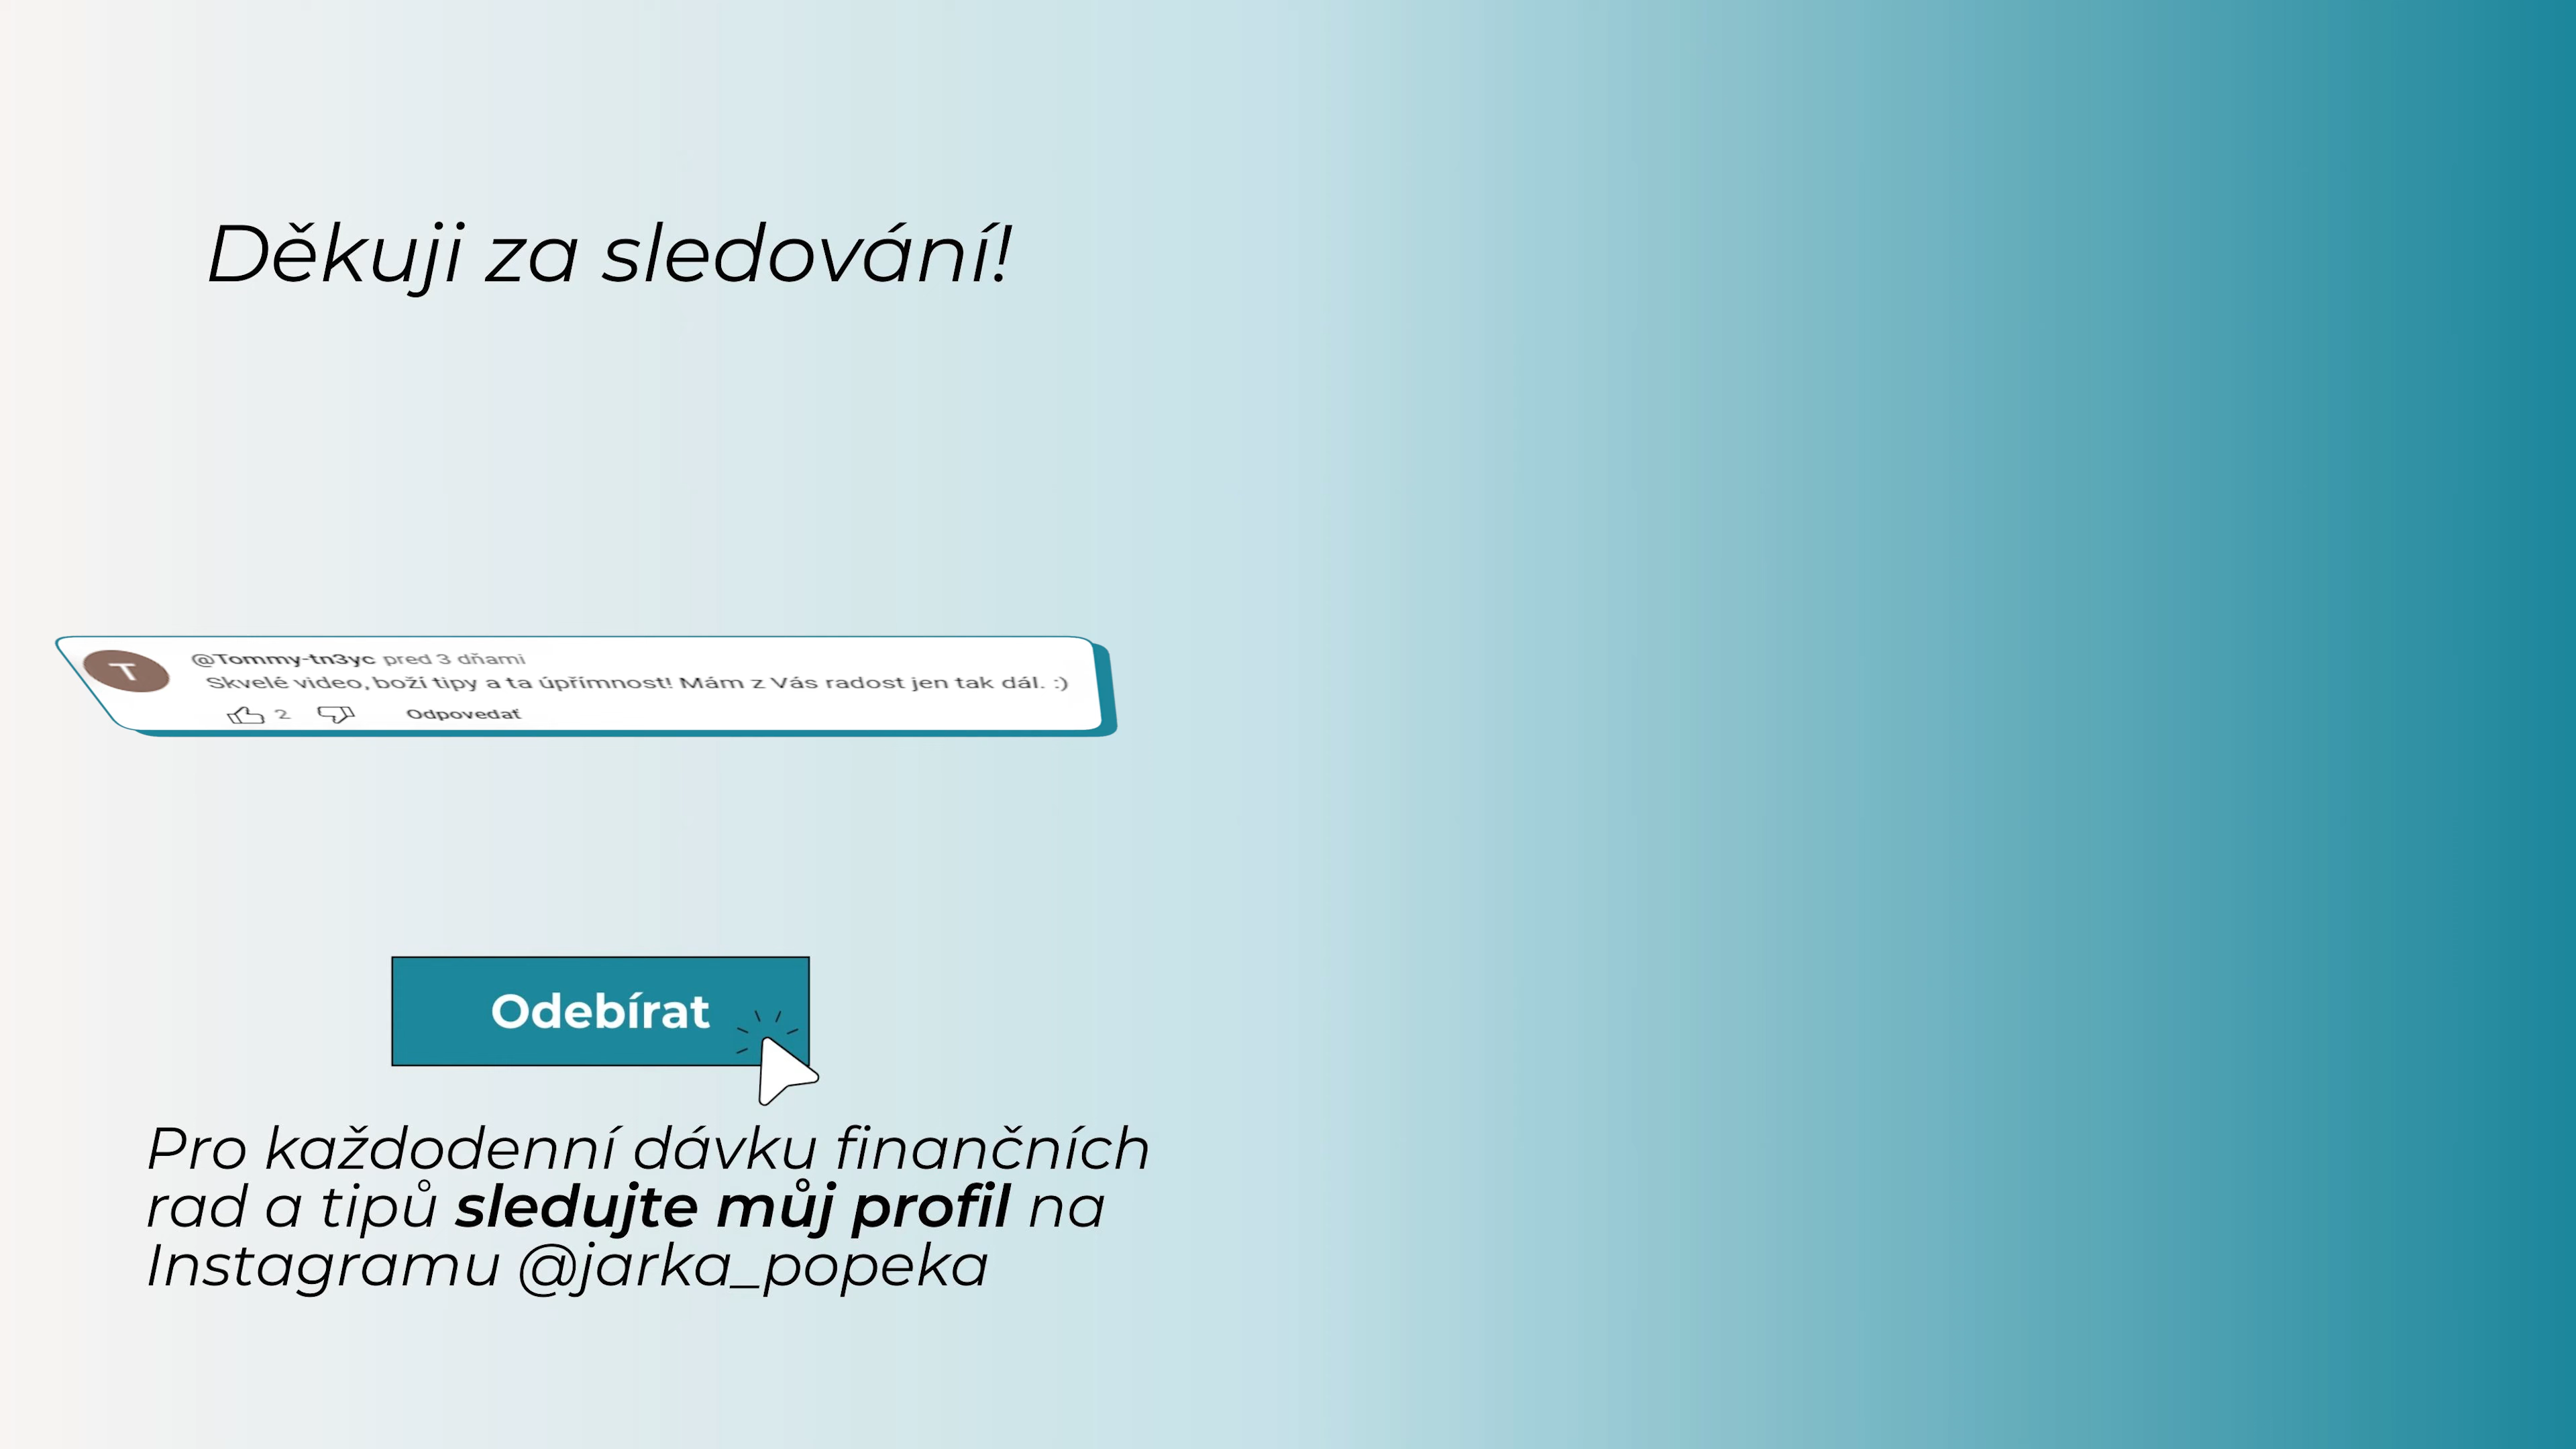 Děkuji za sledování!
T
@Tommy-tn3yc pred 3 dňami
Skvelé video, boží tipy a ta úpřímnost! Mám z Vás radost jen tak dál. :)
2 Odpovedať
Odebírat
Pro každodenní dávku finančních
rad a tipů sledujte můj profil na
Instagramu @jarka_popeka